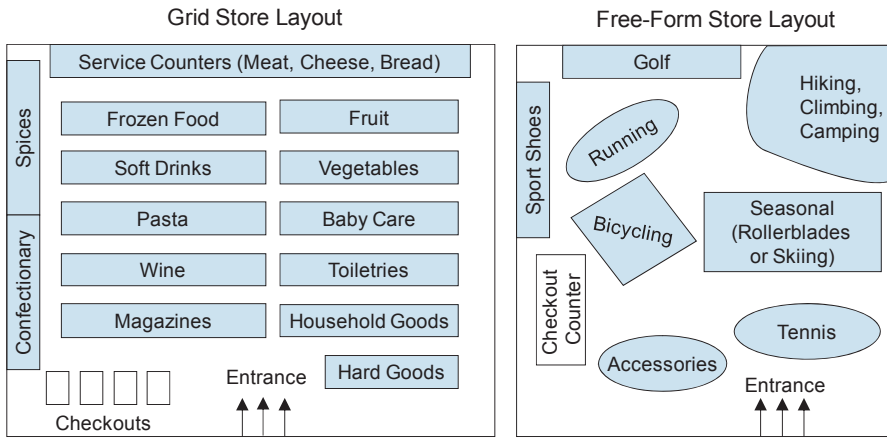 Grid Store Layout
Service Counters (Meat, Cheese, Bread)
Spices
Confectionary
Frozen Food
Fruit
Soft Drinks
Vegetables
Pasta
Baby Care
Wine
Toiletries
Magazines
Household Goods
Hard Goods
Entrance
Checkouts
Free-Form Store Layout
Golf
Hiking,
Climbing,
Camping
Sport Shoes
Running
Bicycling
Seasonal
(Rollerblades
or Skiing)
Checkout
Counter
Tennis
Accessories
Entrance